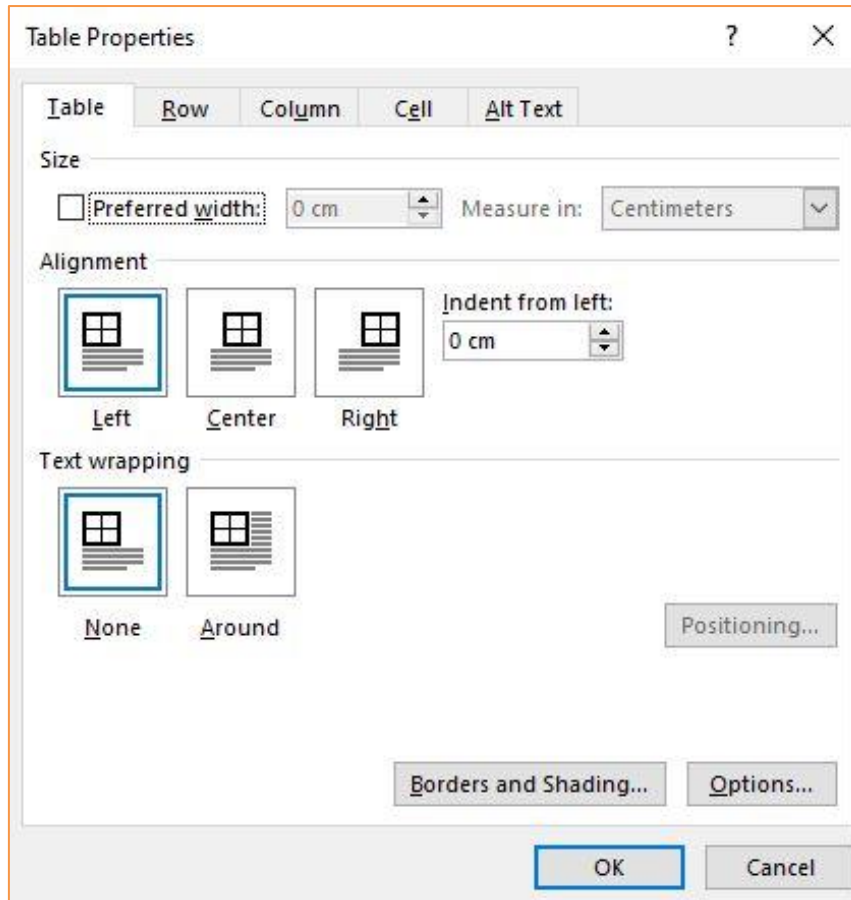 Table Properties ?
Table Row Column Cell Alt Text
Size
Preferred width: 0 cm Measure in: Centimeters
Alignment
Indent from left:
0 cm
Left Center Right
Text wrapping
None Around
Positioning...
Borders and Shading... Options...
OK Cancel